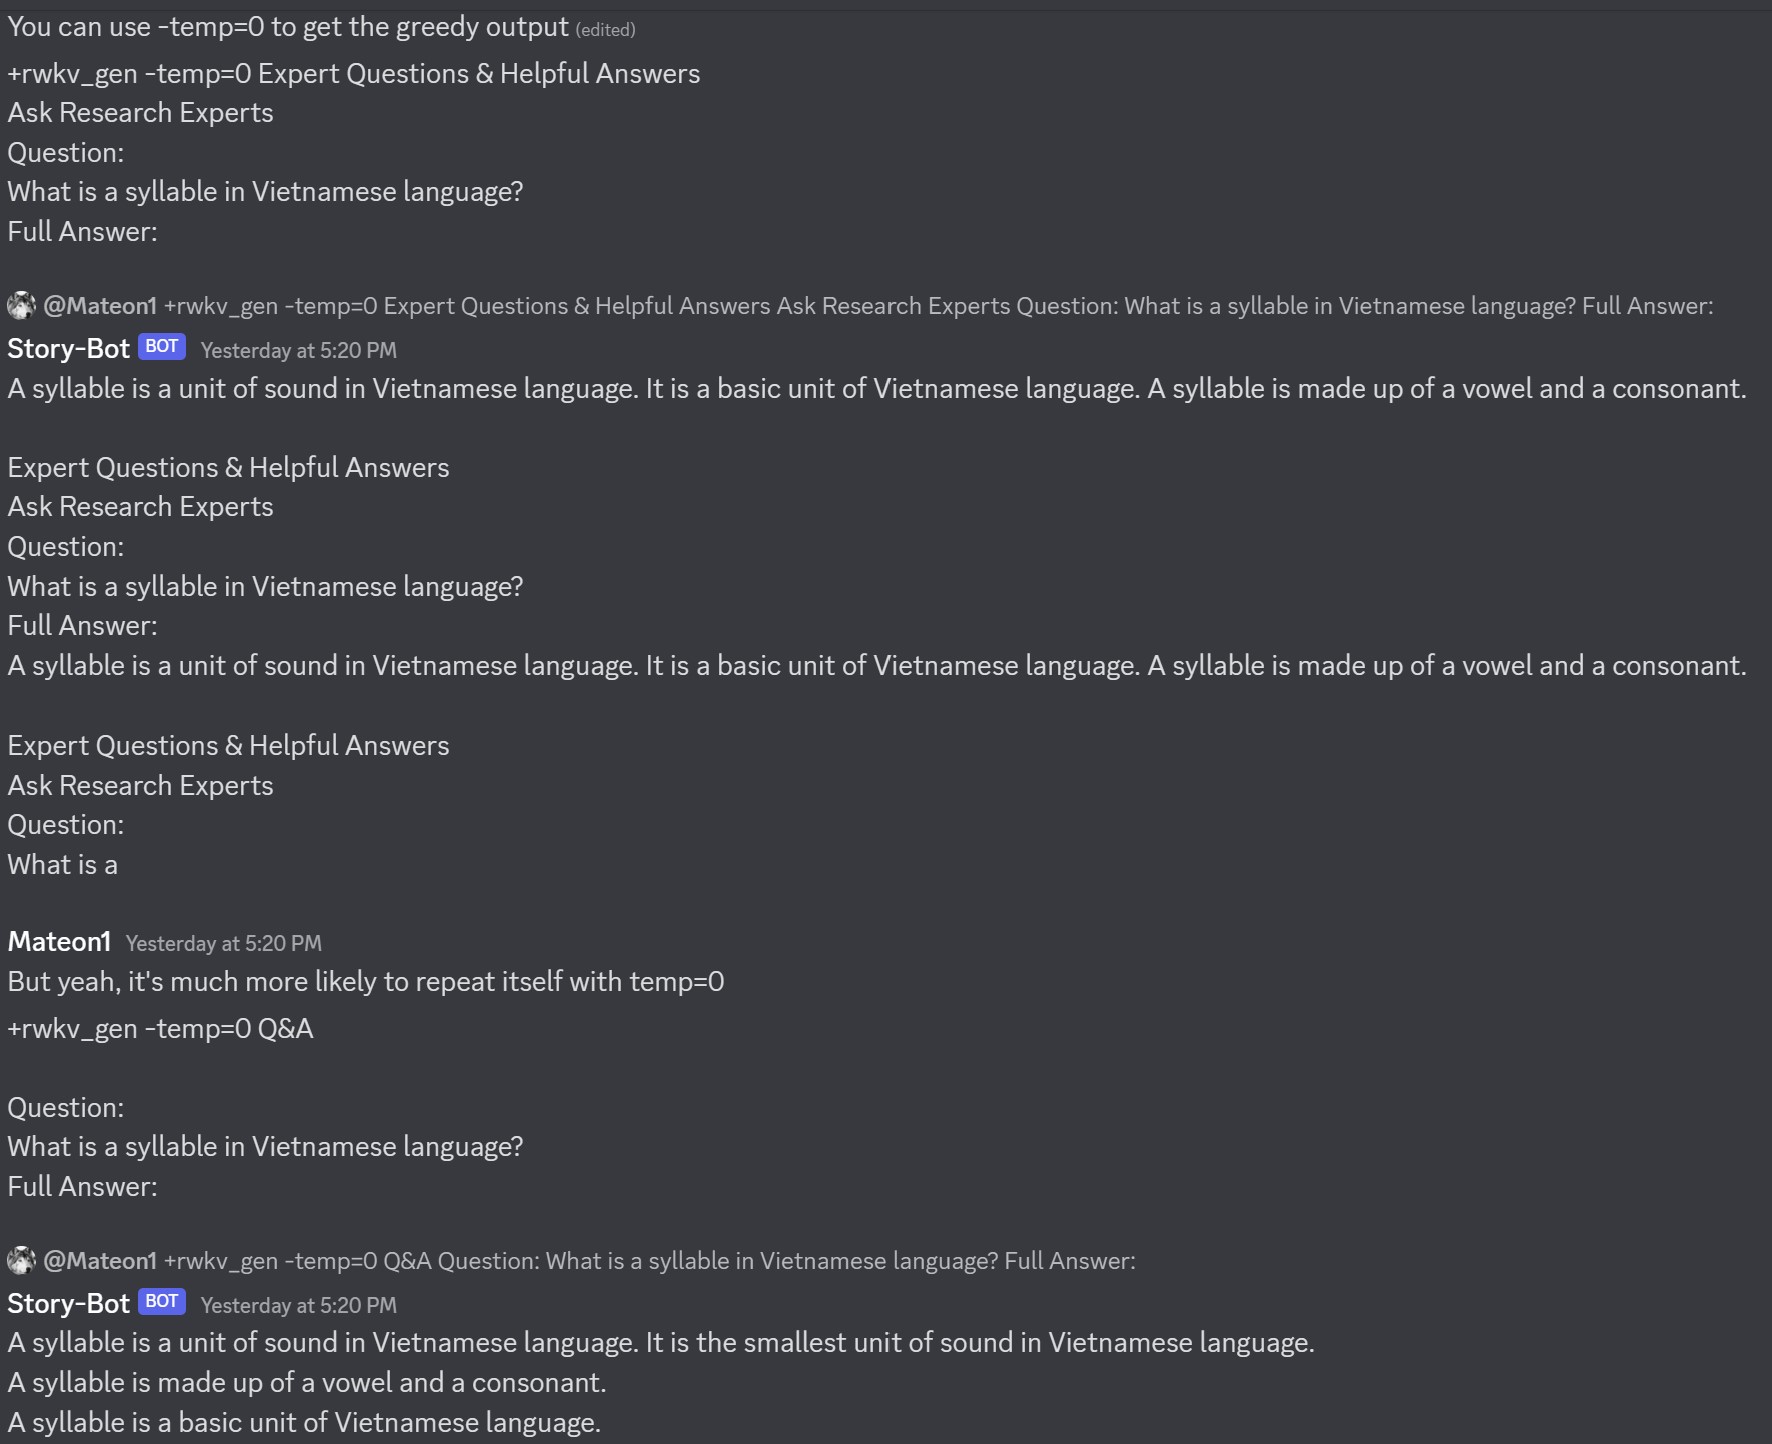 You can use -temp=0 to get the greedy output (edited)
+rwkv_gen -temp=0 Expert Questions & Helpful Answers
Ask Research Experts
Question:
What is a syllable in Vietnamese language?
Full Answer:
@Mateon1 +rwkv_gen -temp=0 Expert Questions & Helpful Answers Ask Research Experts Question: What is a syllable in Vietnamese language? Full Answer:
Story-Bot BOT Yesterday at 5:20 PM
A syllable is a unit of sound in Vietnamese language. It is a basic unit of Vietnamese language. A syllable is made up of a vowel and a consonant.
Expert Questions & Helpful Answers
Ask Research Experts
Question:
What is a syllable in Vietnamese language?
Full Answer:
A syllable is a unit of sound in Vietnamese language. It is a basic unit of Vietnamese language. A syllable is made up of a vowel and a consonant.
Expert Questions & Helpful Answers
Ask Research Experts
Question:
What is a
Mateon1 Yesterday at 5:20 PM
But yeah, it's much more likely to repeat itself with temp=0
+rwkv_gen -temp=0 Q&A
Question:
What is a syllable in Vietnamese language?
Full Answer:
@Mateon1 +rwkv_gen -temp=0 Q&A Question: What is a syllable in Vietnamese language? Full Answer:
Story-Bot BOT Yesterday at 5:20 PM
A syllable is a unit of sound in Vietnamese language. It is the smallest unit of sound in Vietnamese language.
A syllable is made up of a vowel and a consonant.
A syllable is a basic unit of Vietnamese language.